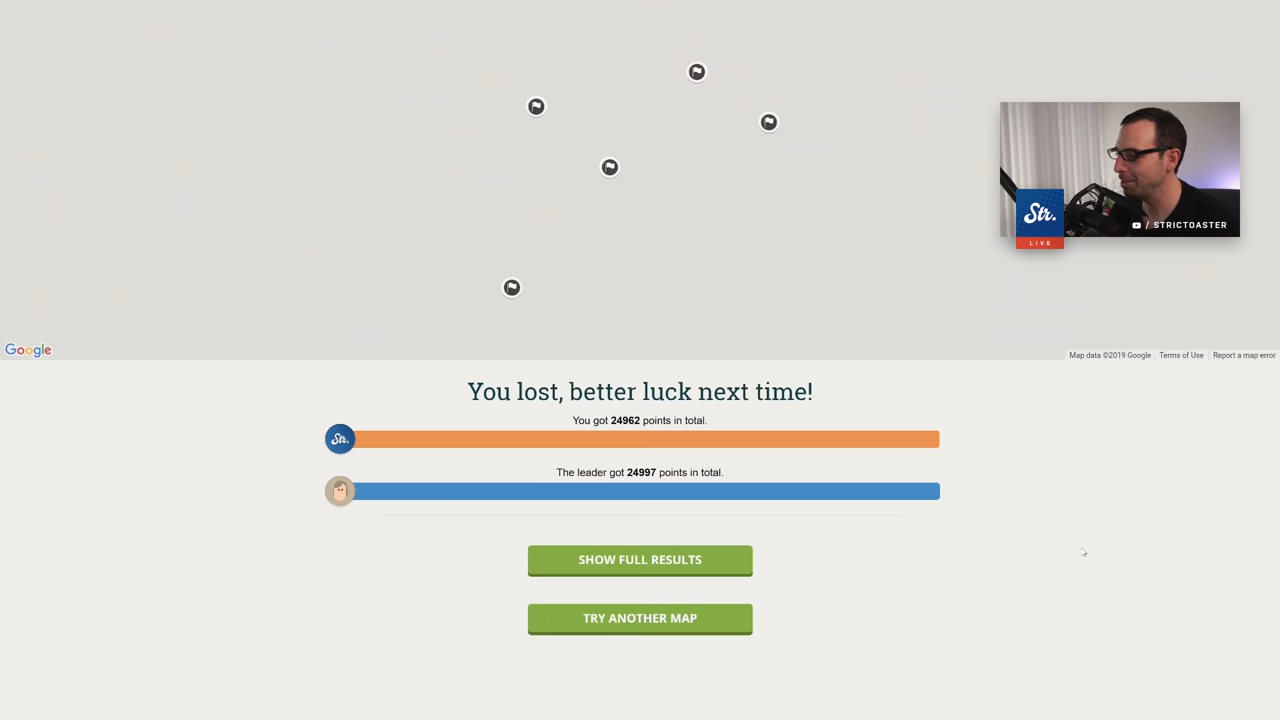 Str.
/ STRICTOASTER
LIVE
Google
Map data ©2019 Google
Terms of Use
Report a map error
You lost, better luck next time!
You got 24962 points in total.
Str.
The leader got 24997 points in total.
SHOW FULL RESULTS
TRY ANOTHER MAP